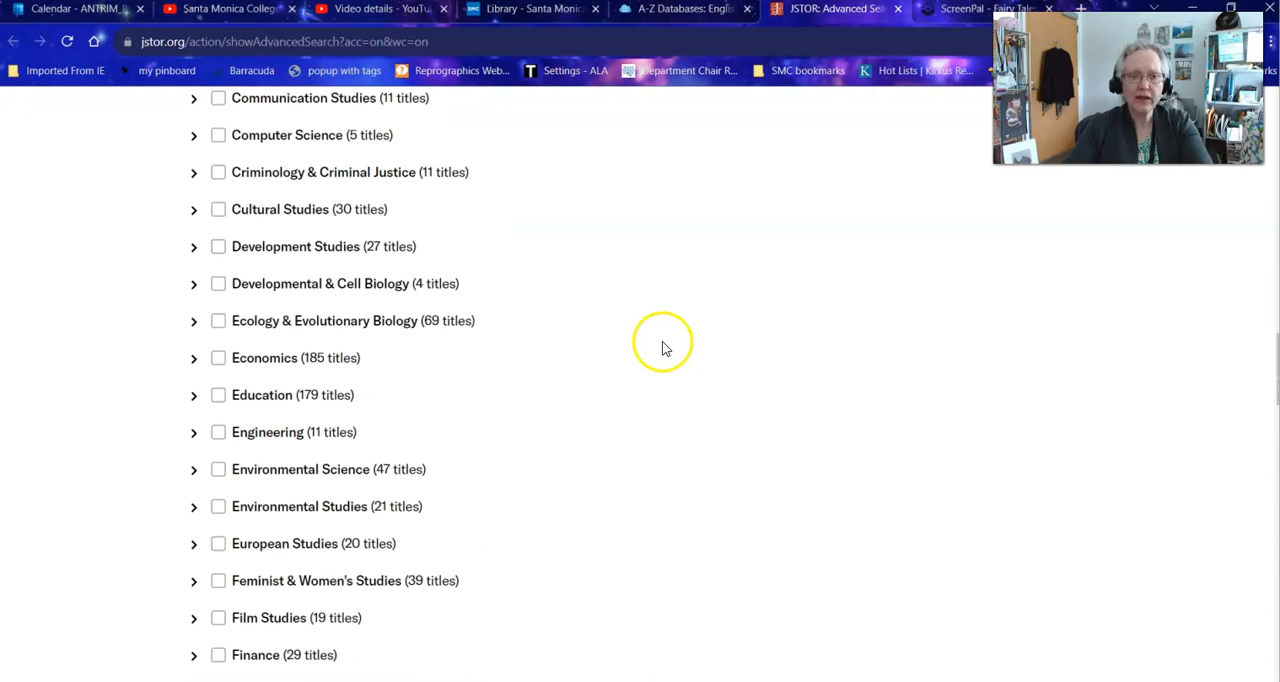 Calendar - ANTRIM_
Santa Monica College
Video details - YouTu
Library - Santa Monic
A-Z Databases: Engli
JSTOR: Advanced Sea
ScreenPal - Fairy Tales
jstor.org/action/showAdvancedSearch?acc=on&wc=on
Imported From IE
my pinboard
Barracuda
popup with tags
Reprographics Web...
Settings - ALA
Department Chair R...
SMC bookmarks
Hot Lists | Kirkus Re...
Communication Studies (11 titles)
Computer Science (5 titles)
Criminology & Criminal Justice (11 titles)
Cultural Studies (30 titles)
Development Studies (27 titles)
Developmental & Cell Biology (4 titles)
Ecology & Evolutionary Biology (69 titles)
Economics (185 titles)
Education (179 titles)
Engineering (11 titles)
Environmental Science (47 titles)
Environmental Studies (21 titles)
European Studies (20 titles)
Feminist & Women's Studies (39 titles)
Film Studies (19 titles)
Finance (29 titles)